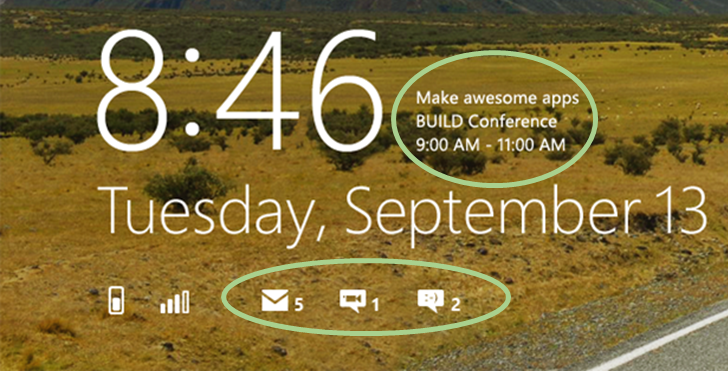 8:46
Make awesome apps
BUILD Conference
9:00 AM - 11:00 AM
Tuesday, September 13
5 1 2